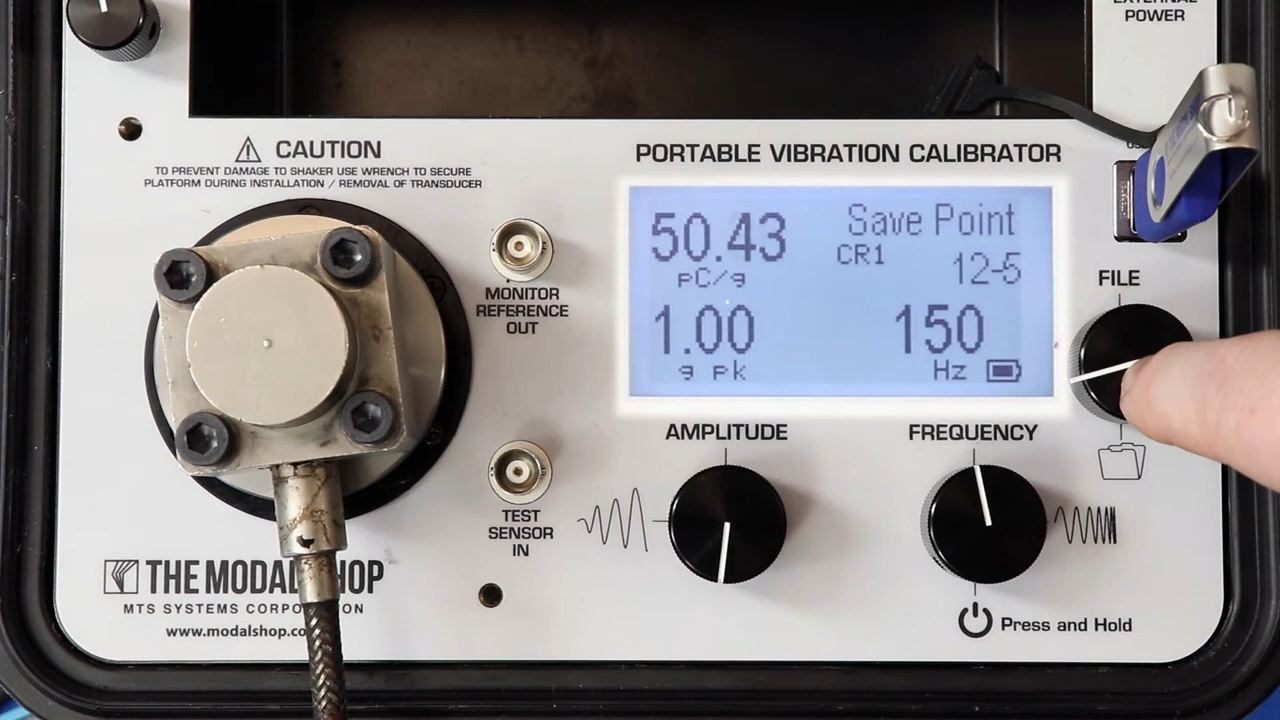 EXTERNAL
POWER
CAUTION
TO PREVENT DAMAGE TO SHAKER USE WRENCH TO SECURE
PLATFORM DURING INSTALLATION / REMOVAL OF TRANSDUCER
PORTABLE VIBRATION CALIBRATOR
50.43
pC/g
Save Point
CR1
12-5
1.00
g pk
150
Hz
MONITOR
REFERENCE
OUT
FILE
AMPLITUDE
FREQUENCY
TEST
SENSOR
IN
Press and Hold
THE MODAL SHOP
MTS SYSTEMS CORPORATION
www.modalshop.co